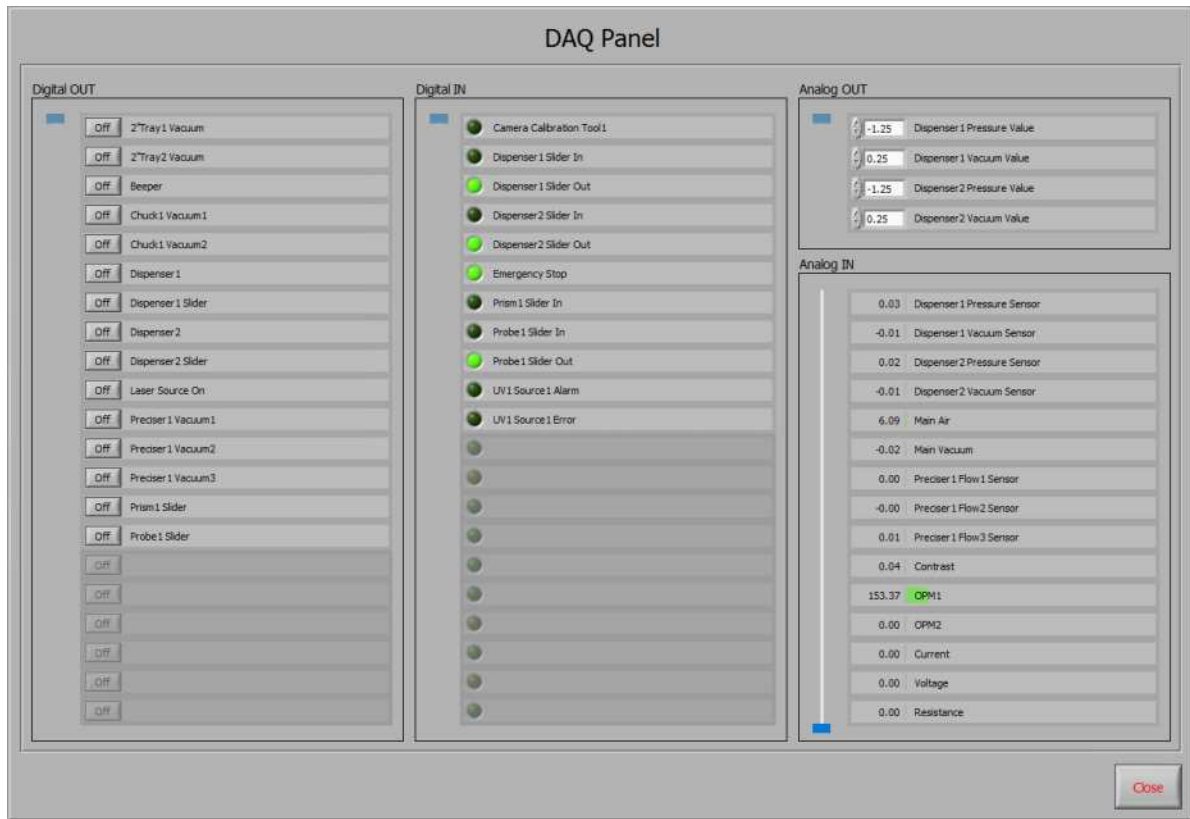 DAQ Panel
Digital OUT
Off 2"Tray1 Vacuum
Off 2"Tray2 Vacuum
Off Beeper
Off Chuck1 Vacuum1
Off Chuck1 Vacuum2
Off Dispenser1
Off Dispenser1 Slider
Off Dispenser2
Off Dispenser2 Slider
Off Laser Source On
Off Preciser1 Vacuum1
Off Preciser1 Vacuum2
Off Preciser1 Vacuum3
Off Prism1 Slider
Off Probe1 Slider
Off
Off
Off
Off
Off
Off
Digital IN
Camera Calibration Tool1
Dispenser1 Slider In
Dispenser1 Slider Out
Dispenser2 Slider In
Dispenser2 Slider Out
Emergency Stop
Prism1 Slider In
Probe1 Slider In
Probe1 Slider Out
UV1 Source1 Alarm
UV1 Source1 Error
Analog OUT
-1.25 Dispenser1 Pressure Value
0.25 Dispenser1 Vacuum Value
-1.25 Dispenser2 Pressure Value
0.25 Dispenser2 Vacuum Value
Analog IN
0.03 Dispenser1 Pressure Sensor
-0.01 Dispenser1 Vacuum Sensor
0.02 Dispenser2 Pressure Sensor
-0.01 Dispenser2 Vacuum Sensor
6.09 Main Air
-0.02 Main Vacuum
0.00 Preciser1 Flow1 Sensor
-0.00 Preciser1 Flow2 Sensor
0.01 Preciser1 Flow3 Sensor
0.04 Contrast
153.37 OPM1
0.00 OPM2
0.00 Current
0.00 Voltage
0.00 Resistance
Close